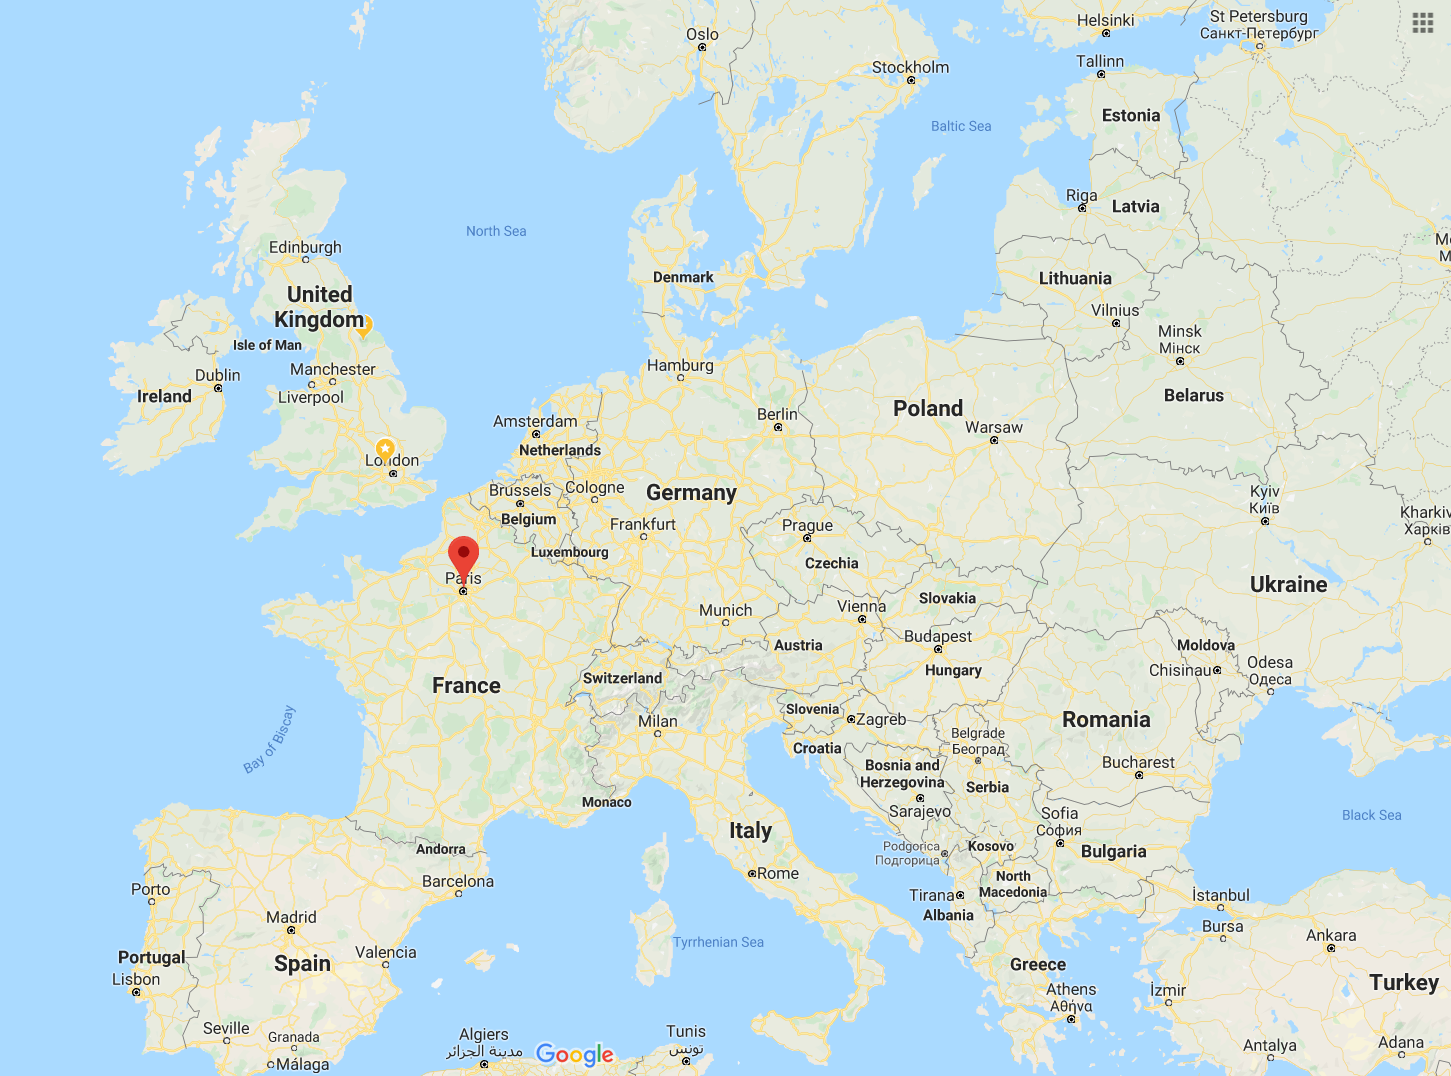 Oslo
Stockholm
Helsinki
St Petersburg
Санкт-Петербург
Tallinn
Estonia
Baltic Sea
Riga
Latvia
North Sea
Edinburgh
Denmark
Lithuania
Vilnius
United
Kingdom
Isle of Man
Minsk
Мінск
Dublin
Manchester
Ireland
Liverpool
Hamburg
Belarus
Amsterdam
Berlin
Poland
Warsaw
Netherlands
London
Brussels
Cologne
Germany
Kyiv
Київ
Belgium
Frankfurt
Prague
Kharkiv
Харків
Luxembourg
Czechia
Paris
Ukraine
Slovakia
Munich
Vienna
Austria
Budapest
Hungary
Moldova
Chisinau
Odesa
Одеса
France
Switzerland
Slovenia
Zagreb
Romania
Bay of Biscay
Milan
Croatia
Belgrade
Београд
Bosnia and
Herzegovina
Serbia
Bucharest
Monaco
Sarajevo
Sofia
София
Black Sea
Italy
Andorra
Podgorica
Подгорица
Kosovo
Bulgaria
Rome
North
Macedonia
Barcelona
Porto
Tirana
Albania
İstanbul
Madrid
Bursa
Ankara
Tyrrhenian Sea
Portugal
Spain
Valencia
Greece
Lisbon
Athens
Αθήνα
İzmir
Turkey
Seville
Granada
Málaga
Algiers
مدينة الجزائر
Google
Tunis
تونس
Antalya
Adana